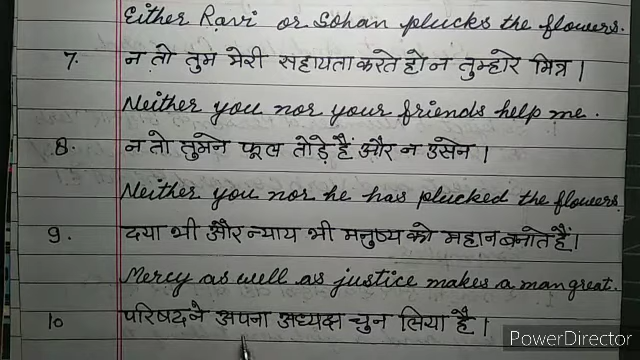 Either Ravi or Sohan plucks the flowers.
7. न तो तुम मेरी सहायता करते हो न तुम्हारे मित्र।
Neither you nor your friends help me.
8. न तो तुमने फूल तोड़े हैं और न उसने।
Neither you nor he has plucked the flowers.
9. दया भी और न्याय भी मनुष्य को महान बनाते हैं।
Mercy as well as justice makes a man great.
10 परिषद ने अपना अध्यक्ष चुन लिया है।
PowerDirector